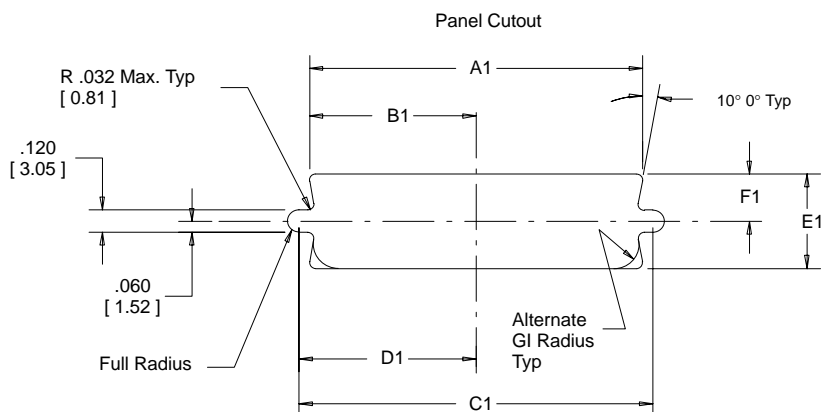 Panel Cutout
A1
R .032 Max. Typ
[ 0.81 ]
10° 0° Typ
B1
.120
[ 3.05 ]
F1
E1
.060
[ 1.52 ]
Alternate
GI Radius
Typ
Full Radius
D1
C1